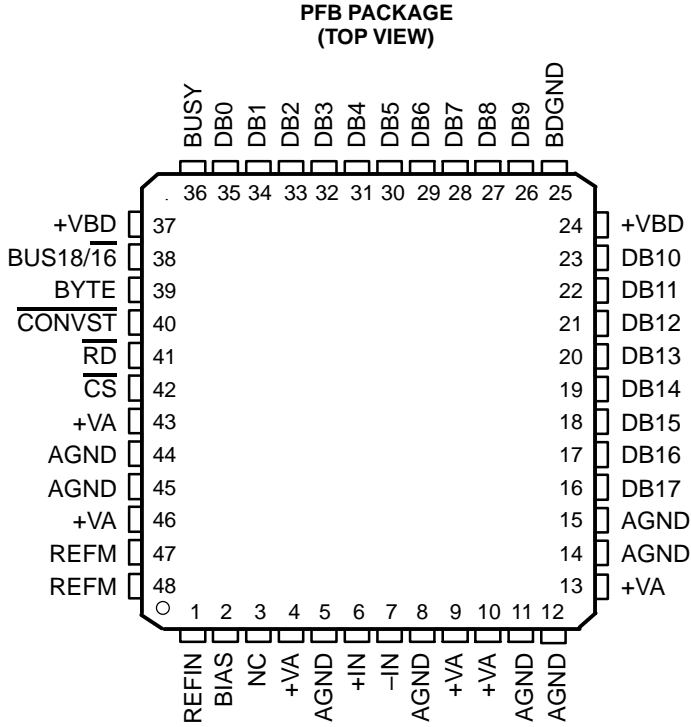 PFB PACKAGE
(TOP VIEW)
BUSY DB0 DB1 DB2 DB3 DB4 DB5 DB6 DB7 DB8 DB9 BDGND
36 35 34 33 32 31 30 29 28 27 26 25
+VBD 37 24 +VBD
BUS18/1̅6̅ 38 23 DB10
BYTE 39 22 DB11
C̅O̅N̅V̅S̅T̅ 40 21 DB12
R̅D̅ 41 20 DB13
C̅S̅ 42 19 DB14
+VA 43 18 DB15
AGND 44 17 DB16
AGND 45 16 DB17
+VA 46 15 AGND
REFM 47 14 AGND
REFM 48 13 +VA
1 2 3 4 5 6 7 8 9 10 11 12
REFIN BIAS NC +VA AGND +IN –IN AGND +VA +VA AGND AGND